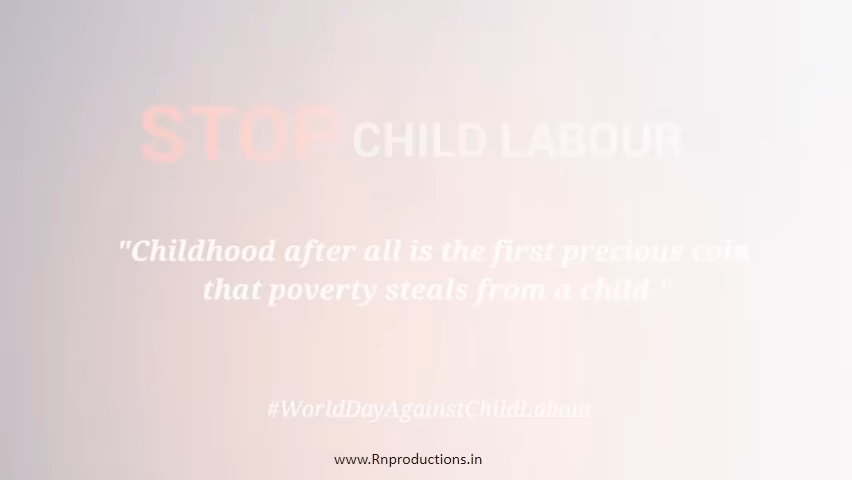 STOP CHILD LABOUR
"Childhood after all is the first precious coin
that poverty steals from a child "
#WorldDayAgainstChildLabour
www.Rnproductions.in